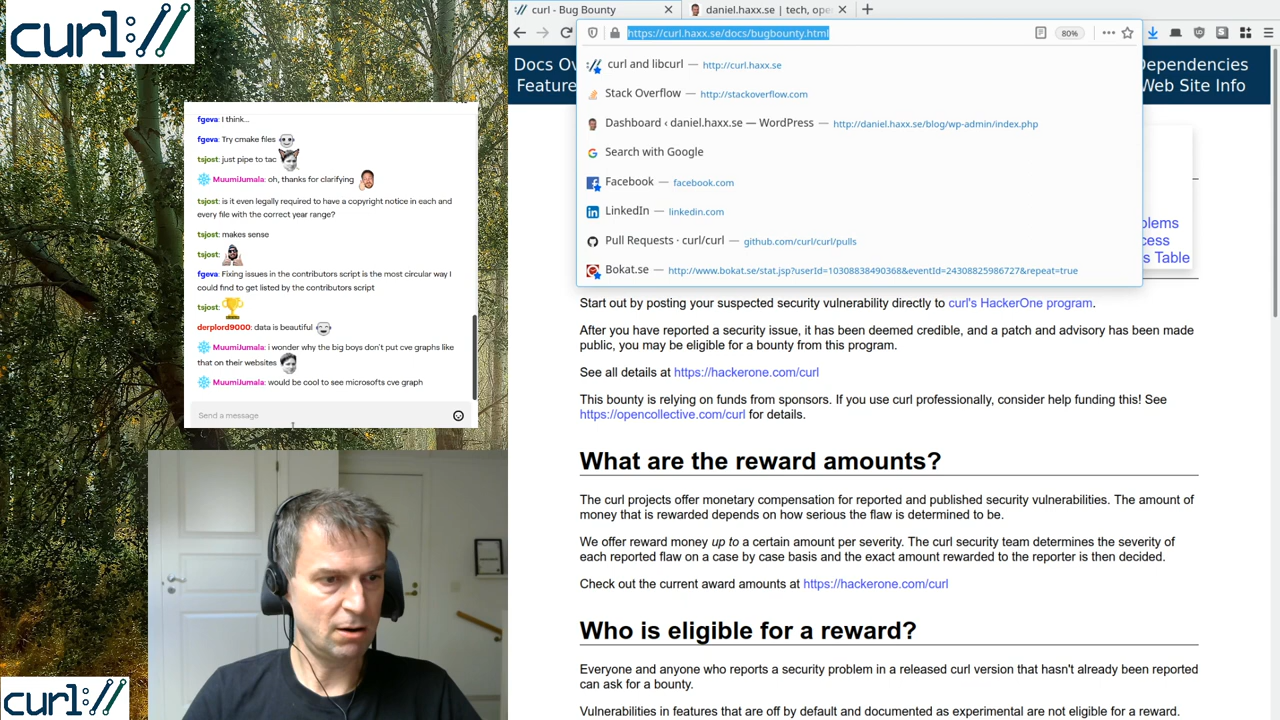 curl://
fgeva: I think...
fgeva: Try cmake files
tsjost: just pipe to tac
MuumiJumala: oh, thanks for clarifying
tsjost: is it even legally required to have a copyright notice in each and
every file with the correct year range?
tsjost: makes sense
tsjost:
fgeva: Fixing issues in the contributors script is the most circular way I
could find to get listed by the contributors script
tsjost:
derplord9000: data is beautiful
MuumiJumala: i wonder why the big boys don't put cve graphs like
that on their websites
MuumiJumala: would be cool to see microsofts cve graph
Send a message
curl://
curl - Bug Bounty
daniel.haxx.se | tech, ope
https://curl.haxx.se/docs/bugbounty.html
80%
curl and libcurl — http://curl.haxx.se
Stack Overflow — http://stackoverflow.com
Dashboard ‹ daniel.haxx.se — WordPress — http://daniel.haxx.se/blog/wp-admin/index.php
Search with Google
Facebook — facebook.com
LinkedIn — linkedin.com
Pull Requests · curl/curl — github.com/curl/curl/pulls
Bokat.se — http://www.bokat.se/stat.jsp?userId=10308838490368&eventId=24308825986727&repeat=true
Docs Ov
Dependencies
Feature
Web Site Info
blems
cess
s Table
Start out by posting your suspected security vulnerability directly to curl's HackerOne program.
After you have reported a security issue, it has been deemed credible, and a patch and advisory has been made
public, you may be eligible for a bounty from this program.
See all details at https://hackerone.com/curl
This bounty is relying on funds from sponsors. If you use curl professionally, consider help funding this! See
https://opencollective.com/curl for details.
What are the reward amounts?
The curl projects offer monetary compensation for reported and published security vulnerabilities. The amount of
money that is rewarded depends on how serious the flaw is determined to be.
We offer reward money up to a certain amount per severity. The curl security team determines the severity of
each reported flaw on a case by case basis and the exact amount rewarded to the reporter is then decided.
Check out the current award amounts at https://hackerone.com/curl
Who is eligible for a reward?
Everyone and anyone who reports a security problem in a released curl version that hasn't already been reported
can ask for a bounty.
Vulnerabilities in features that are off by default and documented as experimental are not eligible for a reward.